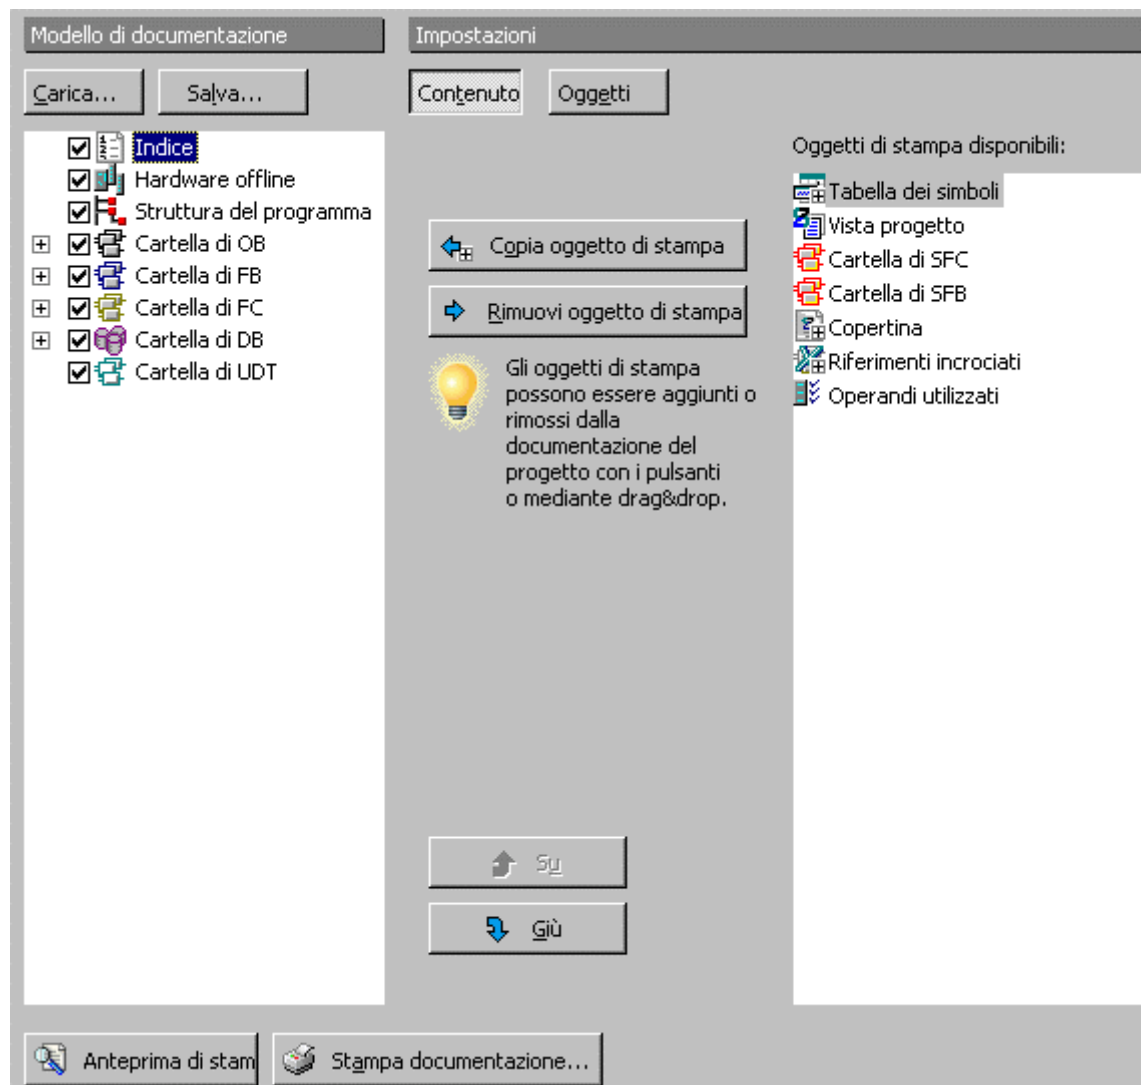 Modello di documentazione
Impostazioni
Carica...
Salva...
Contenuto
Oggetti
Indice
Hardware offline
Struttura del programma
Cartella di OB
Cartella di FB
Cartella di FC
Cartella di DB
Cartella di UDT
Copia oggetto di stampa
Rimuovi oggetto di stampa
Gli oggetti di stampa
possono essere aggiunti o
rimossi dalla
documentazione del
progetto con i pulsanti
o mediante drag&drop.
Su
Giù
Oggetti di stampa disponibili:
Tabella dei simboli
Vista progetto
Cartella di SFC
Cartella di SFB
Copertina
Riferimenti incrociati
Operandi utilizzati
Anteprima di stam
Stampa documentazione...